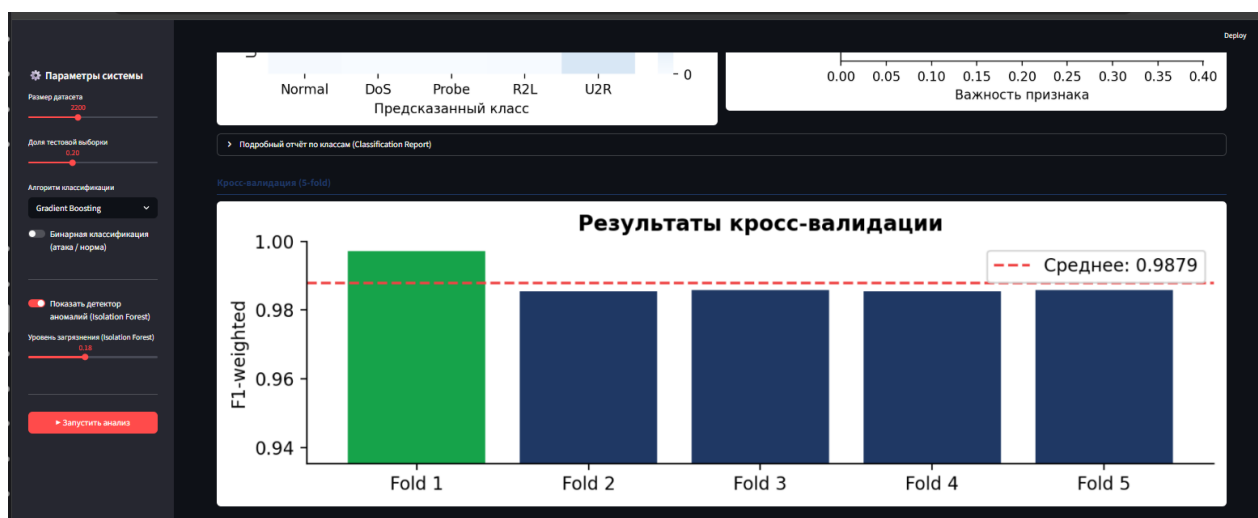 Deploy
Параметры системы
Размер датасета
2200
Доля тестовой выборки
0.20
Алгоритм классификации
Gradient Boosting
Бинарная классификация
(атака / норма)
Показать детектор
аномалий (Isolation Forest)
Уровень загрязнения (Isolation Forest)
0.18
Запустить анализ
0
Normal DoS Probe R2L U2R
Предсказанный класс
0.00 0.05 0.10 0.15 0.20 0.25 0.30 0.35 0.40
Важность признака
Подробный отчёт по классам (Classification Report)
Кросс-валидация (5-fold)
Результаты кросс-валидации
Среднее: 0.9879
F1-weighted
1.00
0.98
0.96
0.94
Fold 1 Fold 2 Fold 3 Fold 4 Fold 5